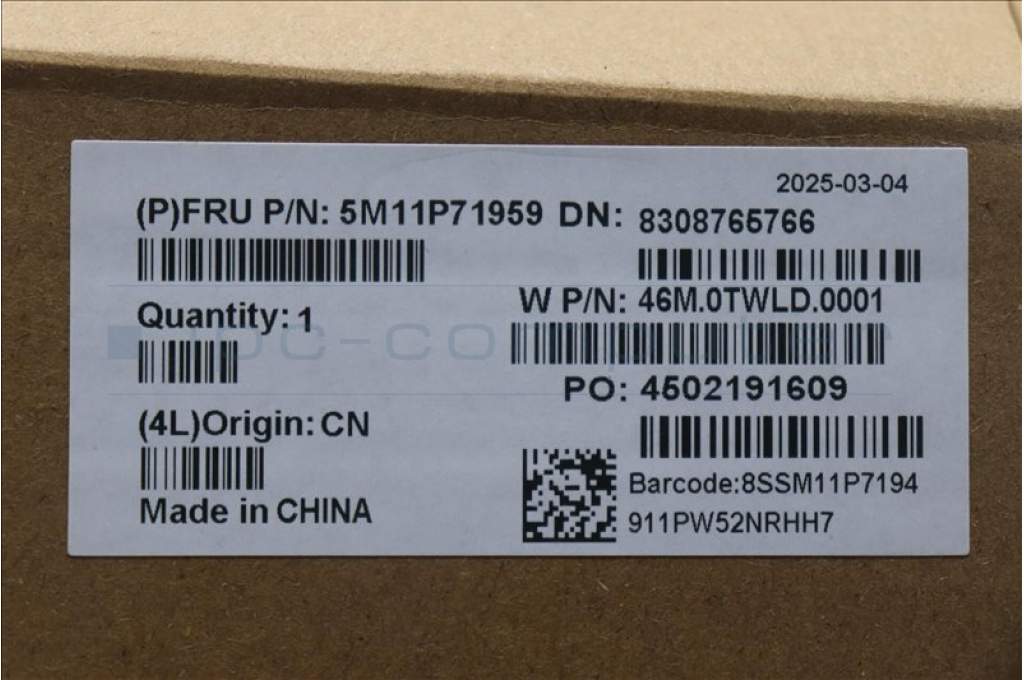 2025-03-04
(P)FRU P/N: 5M11P71959 DN: 8308765766
W P/N: 46M.0TWLD.0001
Quantity: 1
PO: 4502191609
(4L)Origin: CN
Barcode:8SSM11P7194
911PW52NRHH7
Made in CHINA